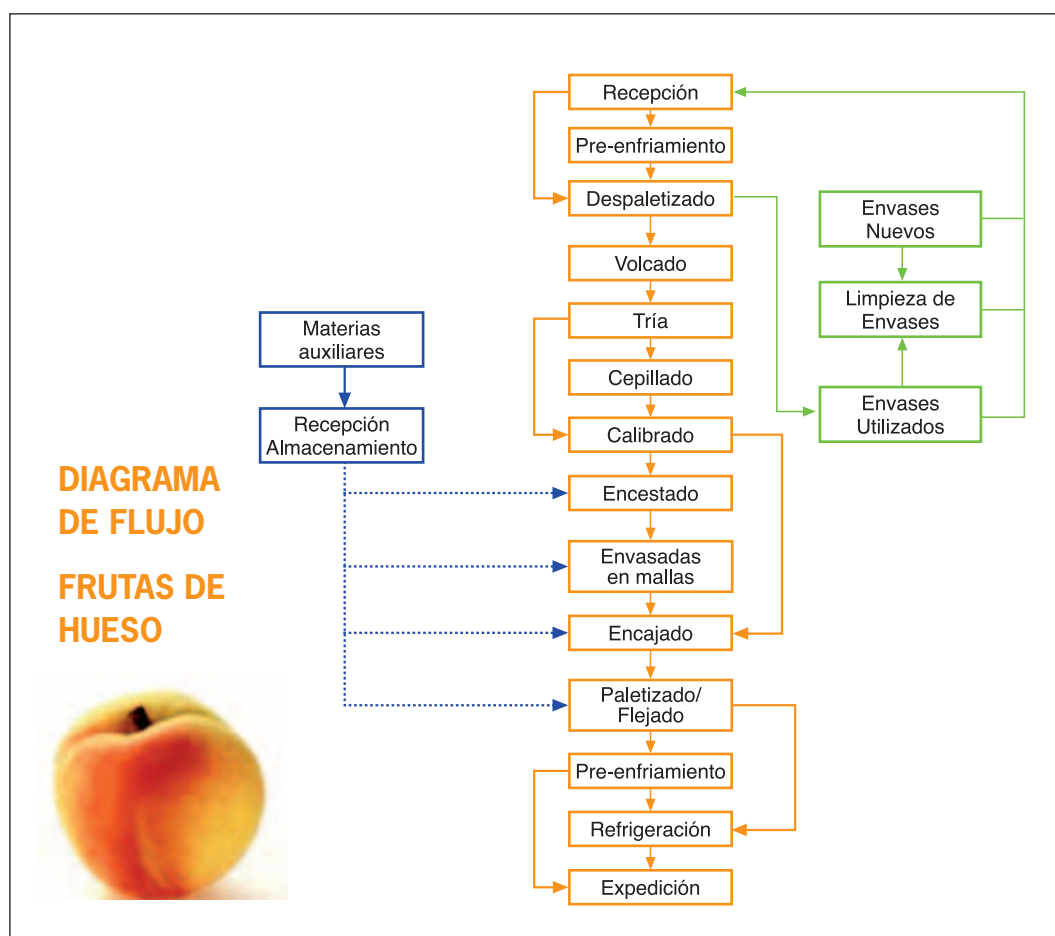 Recepción
Pre-enfriamiento
Despaletizado
Volcado
Tría
Cepillado
Calibrado
Encestado
Envasadas
en mallas
Encajado
Paletizado/
Flejado
Pre-enfriamiento
Refrigeración
Expedición
Envases
Nuevos
Limpieza de
Envases
Envases
Utilizados
Materias
auxiliares
Recepción
Almacenamiento
DIAGRAMA
DE FLUJO
FRUTAS DE
HUESO